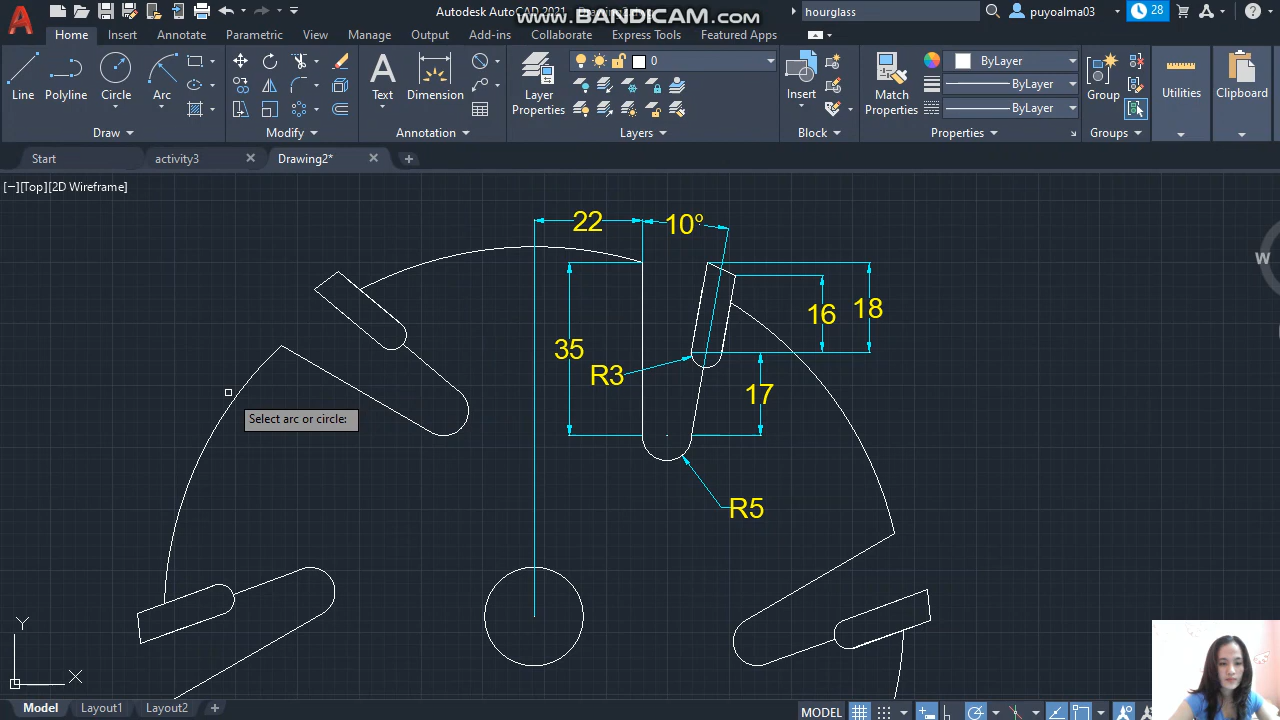 Autodesk AutoCAD 2021 Drawing2.dwg
www.BANDICAM.com
hourglass
puyoalma03
28
Home Insert Annotate Parametric View Manage Output Add-ins Collaborate Express Tools Featured Apps
Line Polyline Circle Arc
Text Dimension
Layer Properties
0
Insert
Match Properties
ByLayer
ByLayer
ByLayer
Group
Utilities
Clipboard
Draw Modify Annotation Layers Block Properties Groups
Start activity3 Drawing2*
[−][Top][2D Wireframe]
22
10°
W
16
18
35
R3
17
Select arc or circle:
R5
Y
X
Model Layout1 Layout2
MODEL